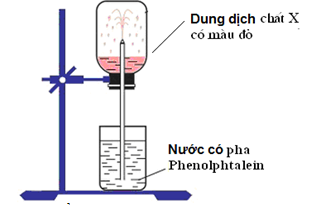 Dung dịch chất X
có màu đỏ
Nước có pha
Phenolphtalein